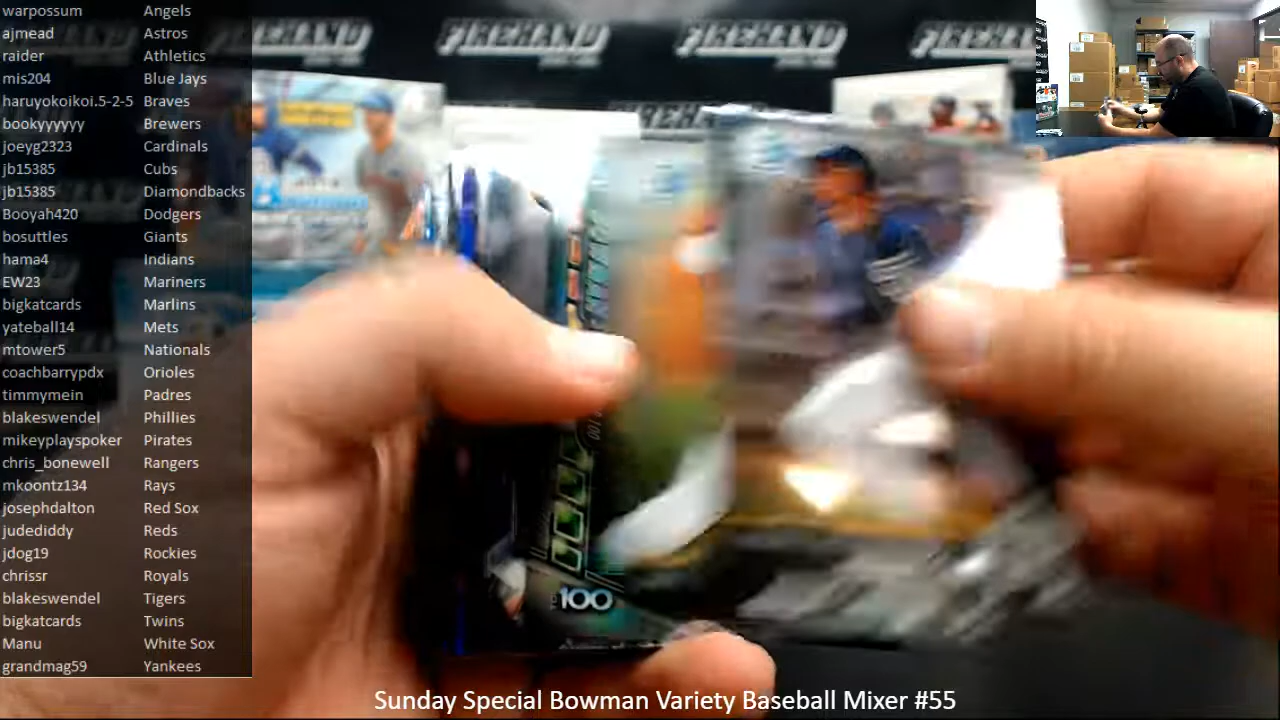 warpossum Angels
ajmead Astros
raider Athletics
mis204 Blue Jays
haruyokoikoi.5-2-5 Braves
bookyyyyyy Brewers
joeyg2323 Cardinals
jb15385 Cubs
jb15385 Diamondbacks
Booyah420 Dodgers
bosuttles Giants
hama4 Indians
EW23 Mariners
bigkatcards Marlins
yateball14 Mets
mtower5 Nationals
coachbarrypdx Orioles
timmymein Padres
blakeswendel Phillies
mikeyplayspoker Pirates
chris_bonewell Rangers
mkoontz134 Rays
josephdalton Red Sox
judediddy Reds
jdog19 Rockies
chrissr Royals
blakeswendel Tigers
bigkatcards Twins
Manu White Sox
grandmag59 Yankees
FIREHAND FIREHAND FIREHAND
100
Sunday Special Bowman Variety Baseball Mixer #55